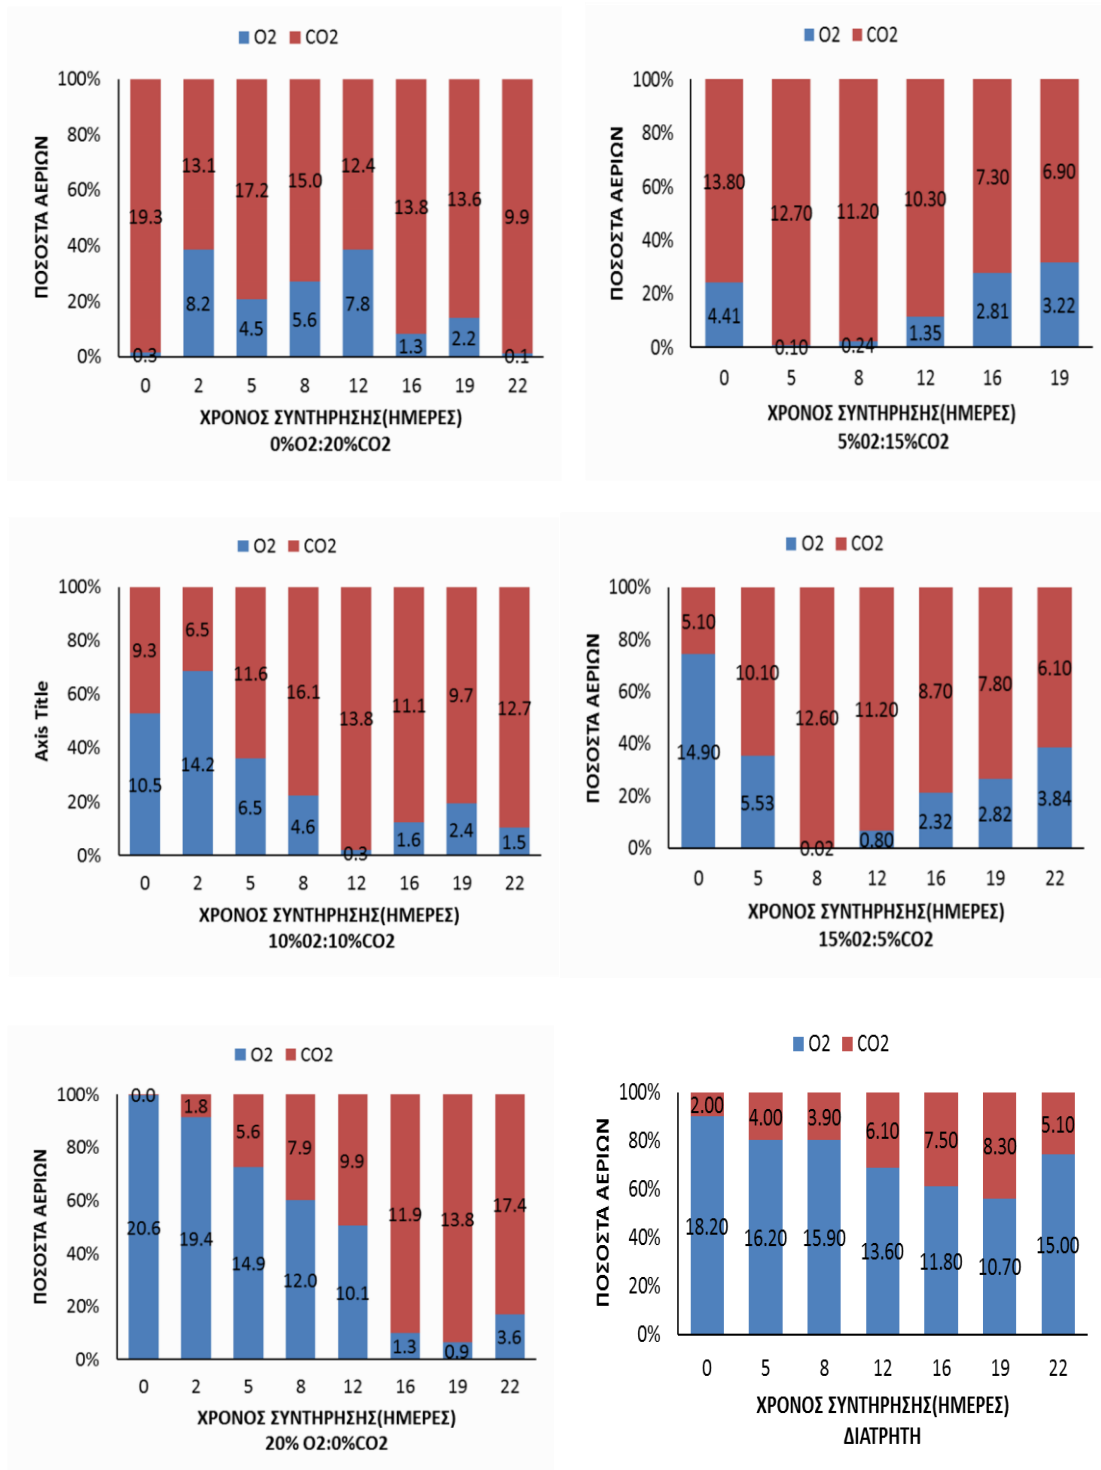 O2 CO2
100%
80%
60%
40%
20%
0%
ΠΟΣΟΣΤΑ ΑΕΡΙΩΝ
19.3 13.1 17.2 15.0 12.4 13.8 13.6 9.9
0.3 8.2 4.5 5.6 7.8 1.3 2.2 0.1
0 2 5 8 12 16 19 22
ΧΡΟΝΟΣ ΣΥΝΤΗΡΗΣΗΣ(ΗΜΕΡΕΣ)
0%O2:20%CO2
O2 CO2
100%
80%
60%
40%
20%
0%
ΠΟΣΟΣΤΑ ΑΕΡΙΩΝ
13.80 12.70 11.20 10.30 7.30 6.90
4.41 0.10 0.24 1.35 2.81 3.22
0 5 8 12 16 19
ΧΡΟΝΟΣ ΣΥΝΤΗΡΗΣΗΣ(ΗΜΕΡΕΣ)
5%02:15%CO2
O2 CO2
100%
80%
60%
40%
20%
0%
Axis Title
9.3 6.5 11.6 16.1 13.8 11.1 9.7 12.7
10.5 14.2 6.5 4.6 0.3 1.6 2.4 1.5
0 2 5 8 12 16 19 22
ΧΡΟΝΟΣ ΣΥΝΤΗΡΗΣΗΣ(ΗΜΕΡΕΣ)
10%02:10%CO2
O2 CO2
100%
80%
60%
40%
20%
0%
ΠΟΣΟΣΤΑ ΑΕΡΙΩΝ
5.10 10.10 12.60 11.20 8.70 7.80 6.10
14.90 5.53 0.02 0.80 2.32 2.82 3.84
0 5 8 12 16 19 22
ΧΡΟΝΟΣ ΣΥΝΤΗΡΗΣΗΣ(ΗΜΕΡΕΣ)
15%02:5%CO2
O2 CO2
100%
80%
60%
40%
20%
0%
ΠΟΣΟΣΤΑ ΑΕΡΙΩΝ
0.0 1.8 5.6 7.9 9.9 11.9 13.8 17.4
20.6 19.4 14.9 12.0 10.1 1.3 0.9 3.6
0 2 5 8 12 16 19 22
ΧΡΟΝΟΣ ΣΥΝΤΗΡΗΣΗΣ(ΗΜΕΡΕΣ)
20% O2:0%CO2
O2 CO2
100%
80%
60%
40%
20%
0%
ΠΟΣΟΣΤΑ ΑΕΡΙΩΝ
2.00 4.00 3.90 6.10 7.50 8.30 5.10
18.20 16.20 15.90 13.60 11.80 10.70 15.00
0 5 8 12 16 19 22
ΧΡΟΝΟΣ ΣΥΝΤΗΡΗΣΗΣ(ΗΜΕΡΕΣ)
ΔΙΑΤΡΗΤΗ